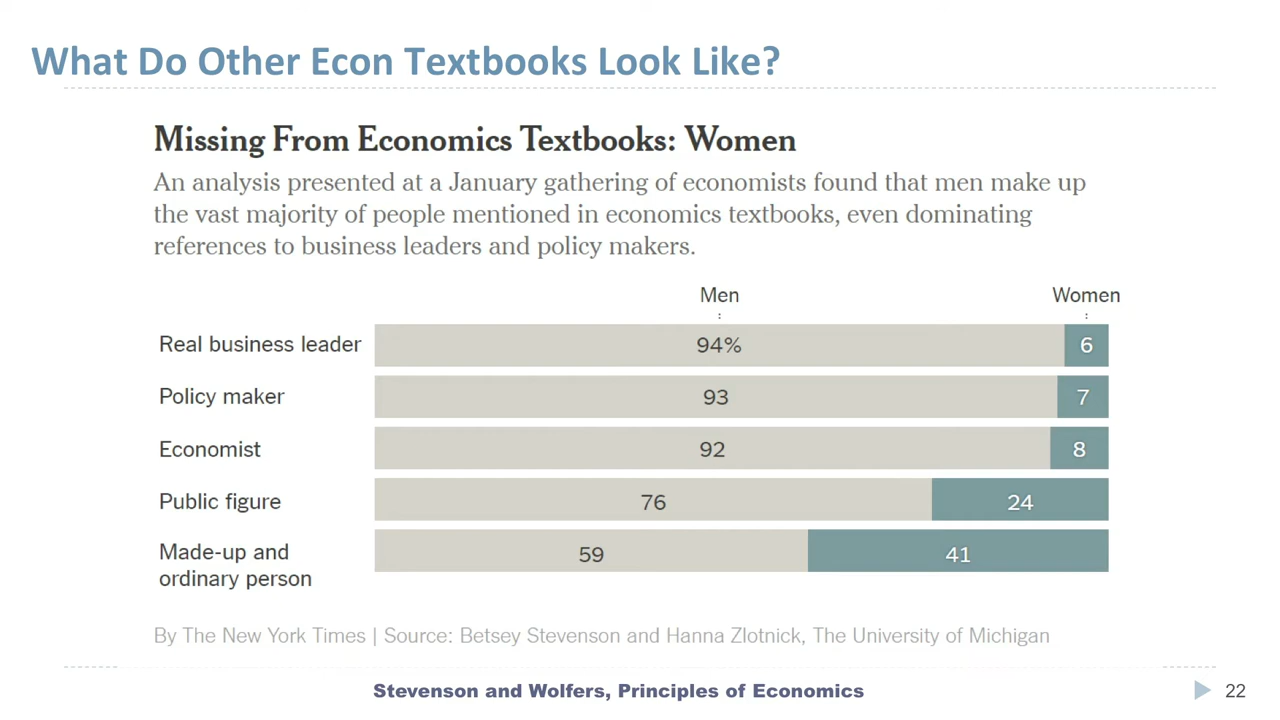 What Do Other Econ Textbooks Look Like?
Missing From Economics Textbooks: Women
An analysis presented at a January gathering of economists found that men make up
the vast majority of people mentioned in economics textbooks, even dominating
references to business leaders and policy makers.
Men Women
Real business leader 94% 6
Policy maker 93 7
Economist 92 8
Public figure 76 24
Made-up and
ordinary person 59 41
By The New York Times | Source: Betsey Stevenson and Hanna Zlotnick, The University of Michigan
Stevenson and Wolfers, Principles of Economics 22